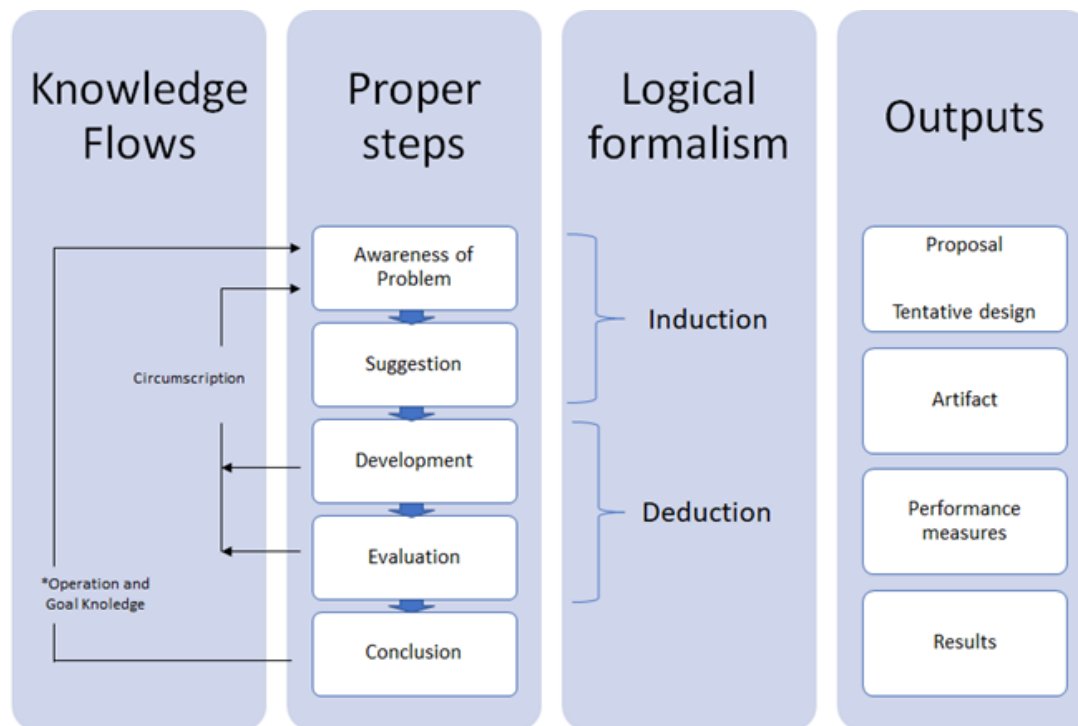 Knowledge
Flows
Proper
steps
Logical
formalism
Outputs
Circumscription
*Operation and
Goal Knoledge
Awareness of
Problem
Suggestion
Development
Evaluation
Conclusion
Induction
Deduction
Proposal
Tentative design
Artifact
Performance
measures
Results